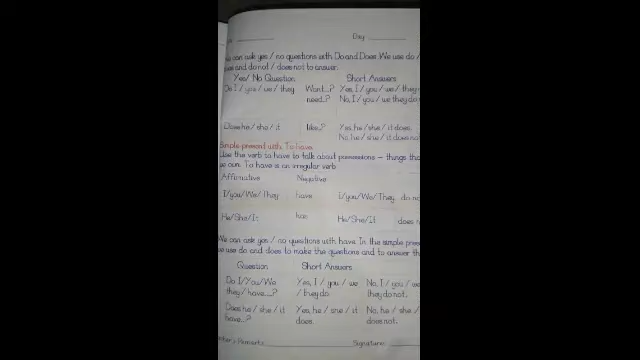 Day
we can ask yes / no questions with Do and Does. We use do /
does and do not / does not to answer.
Yes/ No Question Short Answers
Do I / you / we / they Want...? Yes, I / you / we / they
need..? No, I / you / we they do
Does he / she / it like..? Yes, he / she / it does.
No, he / she / it does not
Simple present with To have
Use the verb to have to talk about possessions - things tha
we own. To have is an irregular verb
Affirmative Negative
I/you/We/They have I/you/We/They do no
He/She/It has He/She/It does n
We can ask yes / no questions with have. In the simple pres
we use do and does to make the questions and to answer th
Question Short Answers
Do I/You/We Yes, I / you / we No, I / you / we
they / have...? / they do they do not.
Does he / she / it Yes, he / she / it No, he / she /
have...? does. does not.
Remarks Signature